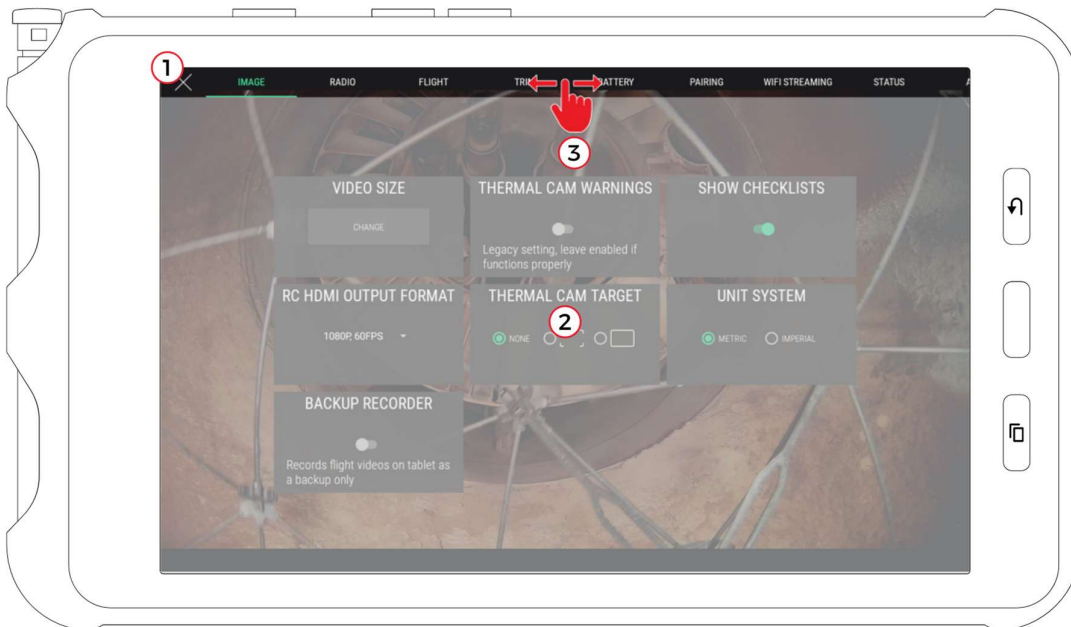 1
IMAGE RADIO FLIGHT BATTERY PAIRING WIFI STREAMING STATUS
3
VIDEO SIZE THERMAL CAM WARNINGS SHOW CHECKLISTS
CHANGE
Legacy setting, leave enabled if
functions properly
RC HDMI OUTPUT FORMAT THERMAL CAM TARGET UNIT SYSTEM
2
1080P, 60FPS NONE METRIC IMPERIAL
BACKUP RECORDER
Records flight videos on tablet as
a backup only